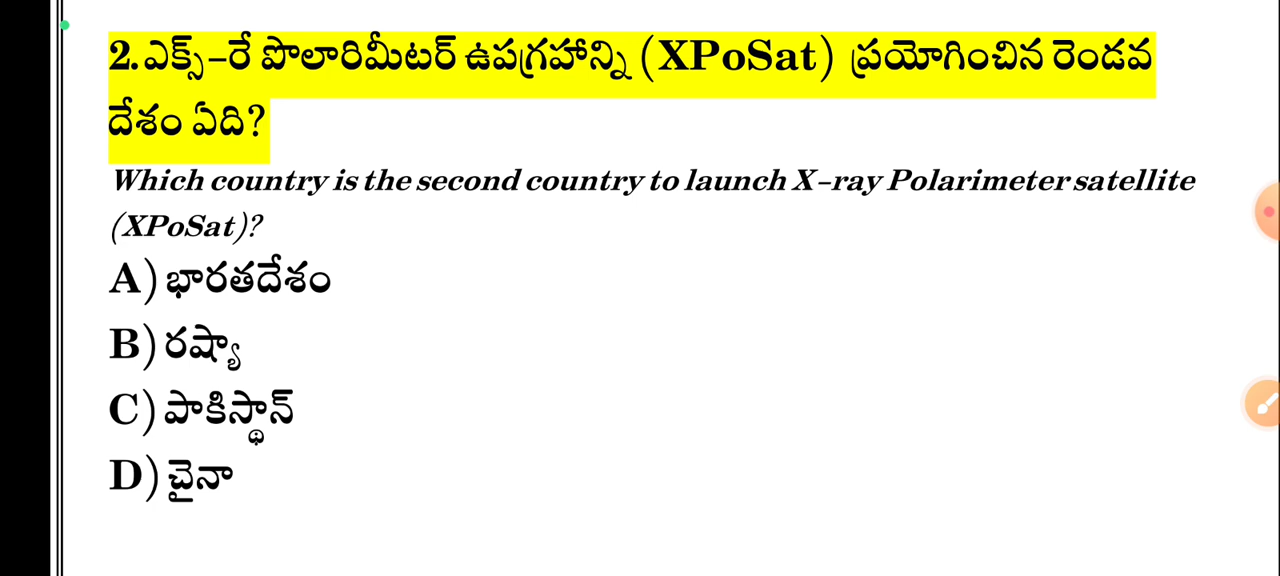 2.ఎక్స్-రే పొలారిమీటర్ ఉపగ్రహాన్ని (XPoSat) ప్రయోగించిన రెండవ
దేశం ఏది?
Which country is the second country to launch X-ray Polarimeter satellite
(XPoSat)?
A) భారతదేశం
B) రష్యా
C) పాకిస్థాన్
D) చైనా